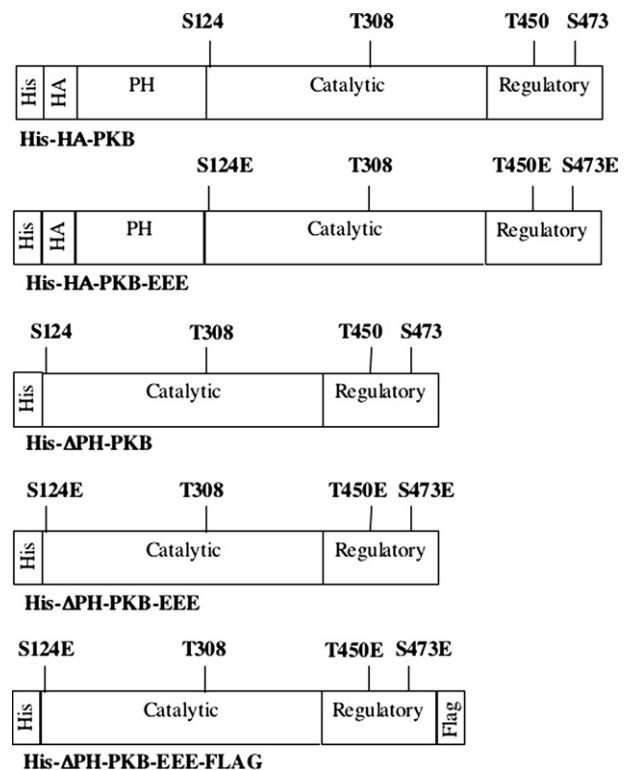 S124 T308 T450 S473
His HA PH Catalytic Regulatory
His-HA-PKB
S124E T308 T450E S473E
His HA PH Catalytic Regulatory
His-HA-PKB-EEE
S124 T308 T450 S473
His Catalytic Regulatory
His-ΔPH-PKB
S124E T308 T450E S473E
His Catalytic Regulatory
His-ΔPH-PKB-EEE
S124E T308 T450E S473E
His Catalytic Regulatory Flag
His-ΔPH-PKB-EEE-FLAG